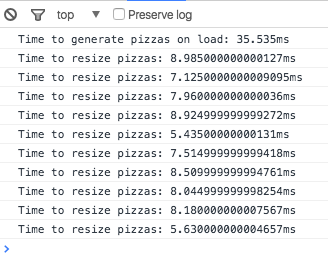 top Preserve log
Time to generate pizzas on load: 35.535ms
Time to resize pizzas: 8.985000000000127ms
Time to resize pizzas: 7.1250000000009095ms
Time to resize pizzas: 7.960000000000036ms
Time to resize pizzas: 8.924999999999272ms
Time to resize pizzas: 5.43500000000131ms
Time to resize pizzas: 7.514999999999418ms
Time to resize pizzas: 8.509999999994761ms
Time to resize pizzas: 8.044999999998254ms
Time to resize pizzas: 8.180000000007567ms
Time to resize pizzas: 5.630000000004657ms